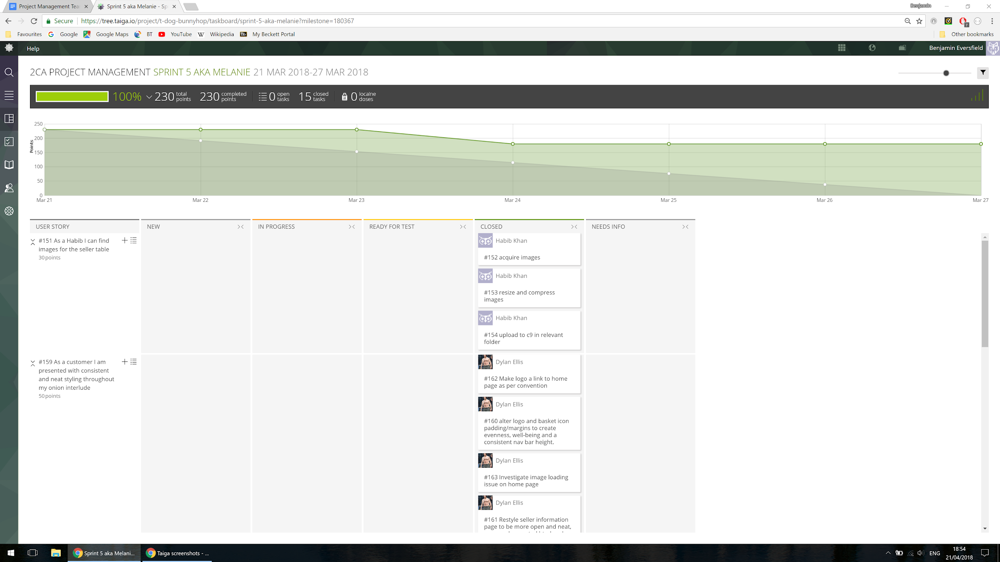 Project Management Tea
Sprint 5 aka Melanie - Sp
Benjamin
Secure
https://tree.taiga.io/project/t-dog-bunnyhop/taskboard/sprint-5-aka-melanie?milestone=180367
7
Favourites
Google
Google Maps
BT
YouTube
W
Wikipedia
Bb
My Beckett Portal
Other bookmarks
Help
Benjamin Eversfield
2CA PROJECT MANAGEMENT SPRINT 5 AKA MELANIE 21 MAR 2018-27 MAR 2018
100%
230 total points
230 completed points
0 open tasks
15 closed tasks
0 locaine doses
Points
250
200
150
100
50
0
Mar 21
Mar 22
Mar 23
Mar 24
Mar 25
Mar 26
Mar 27
USER STORY
NEW
IN PROGRESS
READY FOR TEST
CLOSED
NEEDS INFO
#151 As a Habib I can find
images for the seller table
30 points
Habib Khan
#152 acquire images
Habib Khan
#153 resize and compress
images
Habib Khan
#154 upload to c9 in relevant
folder
#159 As a customer I am
presented with consistent
and neat styling throughout
my onion interlude
50 points
Dylan Ellis
#162 Make logo a link to home
page as per convention
Dylan Ellis
#160 alter logo and basket icon
padding/margins to create
evenness, well-being and a
consistent nav bar height.
Dylan Ellis
#163 Investigate image loading
issue on home page
Dylan Ellis
#161 Restyle seller information
page to be more open and neat,
Sprint 5 aka Melani...
Taiga screenshots - ...
ENG
18:54
21/04/2018